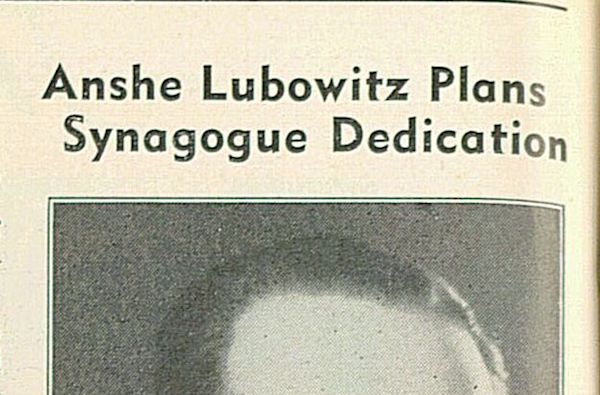 Anshe Lubowitz Plans
Synagogue Dedication